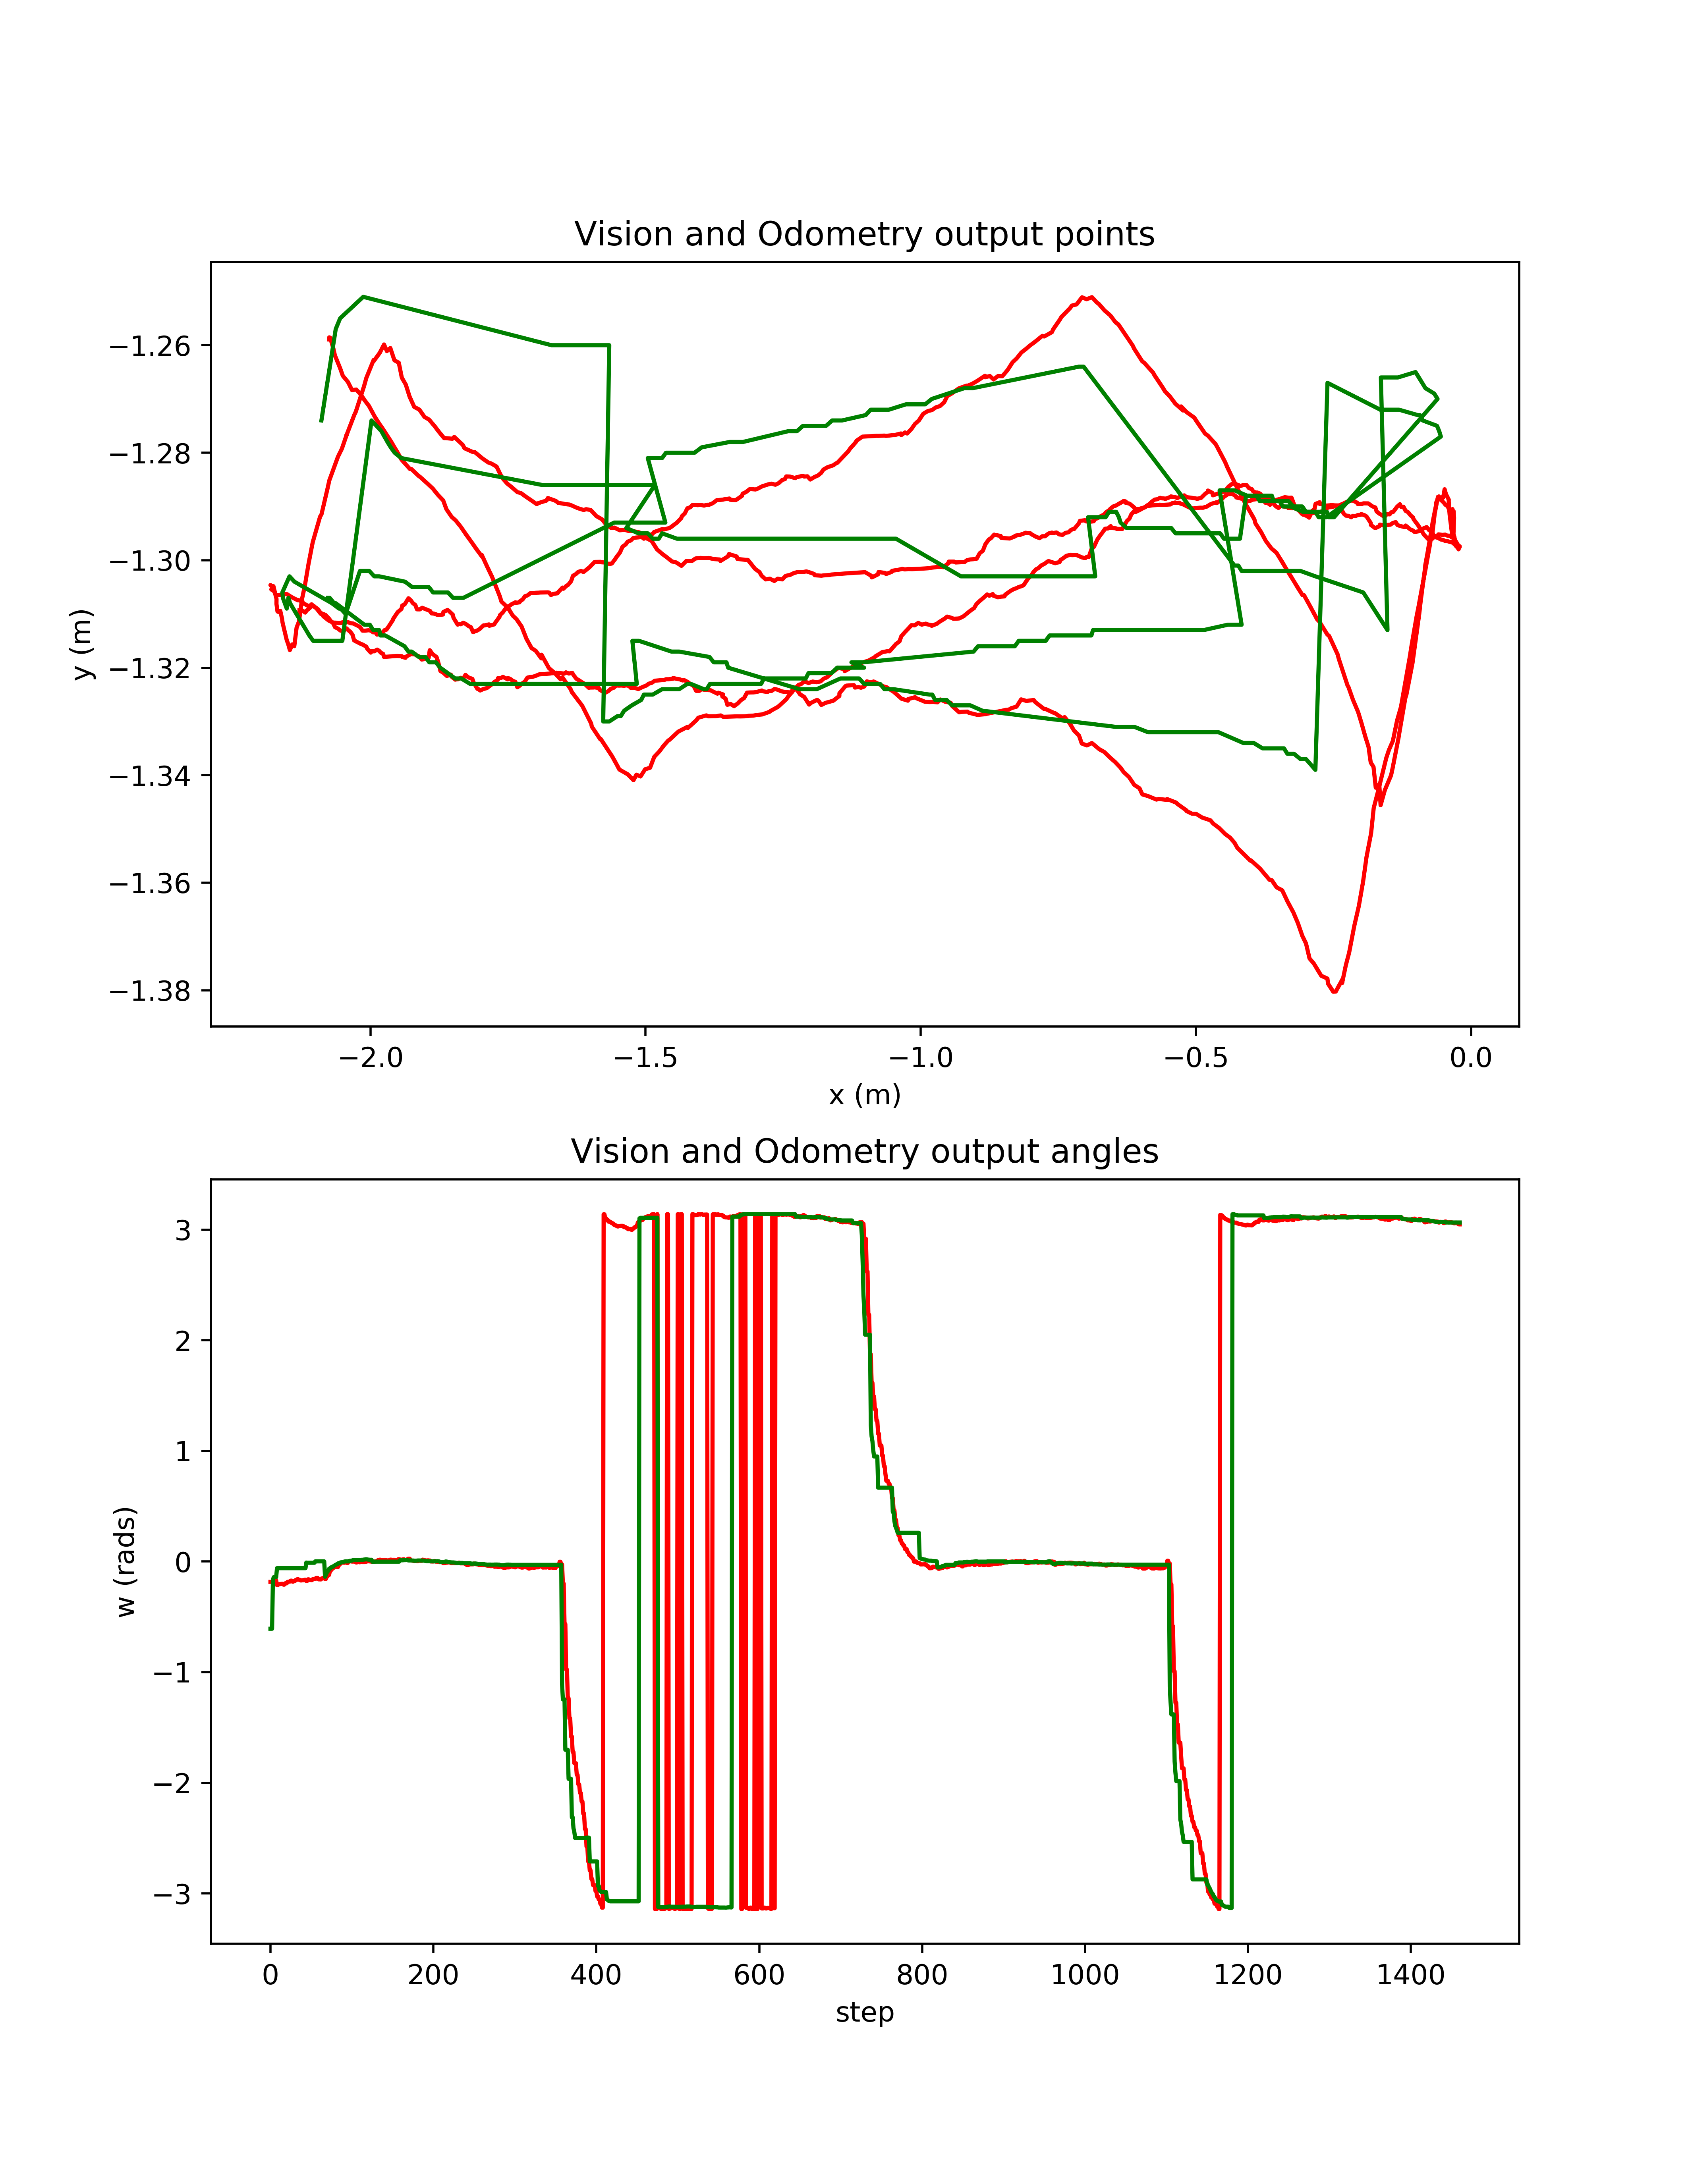 Vision and Odometry output points
−1.26
−1.28
−1.30
−1.32
−1.34
−1.36
−1.38
y (m)
−2.0 −1.5 −1.0 −0.5 0.0
x (m)
Vision and Odometry output angles
3
2
1
0
−1
−2
−3
w (rads)
0 200 400 600 800 1000 1200 1400
step